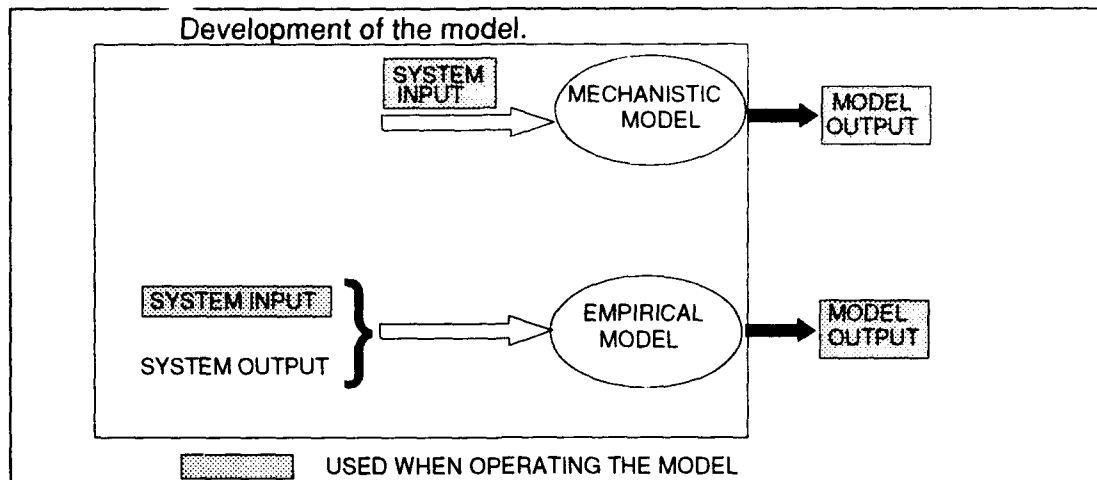 Development of the model.
SYSTEM
INPUT
MECHANISTIC
MODEL
MODEL
OUTPUT
SYSTEM INPUT
SYSTEM OUTPUT
EMPIRICAL
MODEL
MODEL
OUTPUT
USED WHEN OPERATING THE MODEL